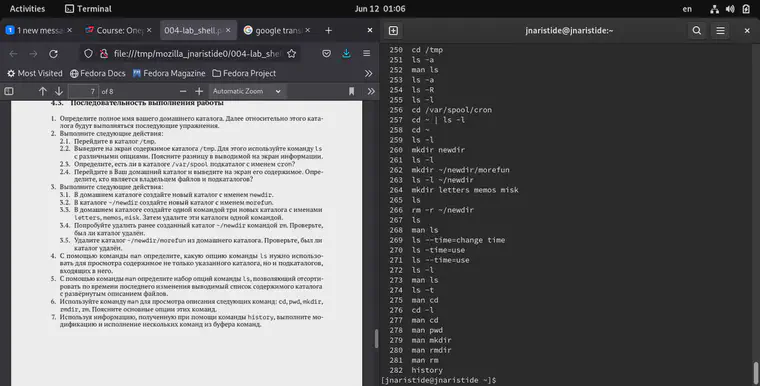 Activities
Terminal
Jun 12 01:06
en
1 new messa
Course: One
004-lab_shell.p
google trans
file:///tmp/mozilla_jnaristide0/004-lab_she
Most Visited
Fedora Docs
Fedora Magazine
Fedora Project
7 of 8
Automatic Zoom
4.3. Последовательность выполнения работы
1. Определите полное имя вашего домашнего каталога. Далее относительно этого ката-
лога будут выполняться последующие упражнения.
2. Выполните следующие действия:
2.1. Перейдите в каталог /tmp.
2.2. Выведите на экран содержимое каталога /tmp. Для этого используйте команду ls
с различными опциями. Поясните разницу в выводимой на экран информации.
2.3. Определите, есть ли в каталоге /var/spool подкаталог с именем cron?
2.4. Перейдите в Ваш домашний каталог и выведите на экран его содержимое. Опре-
делите, кто является владельцем файлов и подкаталогов?
3. Выполните следующие действия:
3.1. В домашнем каталоге создайте новый каталог с именем newdir.
3.2. В каталоге ~/newdir создайте новый каталог с именем morefun.
3.3. В домашнем каталоге создайте одной командой три новых каталога с именами
letters, memos, misk. Затем удалите эти каталоги одной командой.
3.4. Попробуйте удалить ранее созданный каталог ~/newdir командой rm. Проверьте,
был ли каталог удалён.
3.5. Удалите каталог ~/newdir/morefun из домашнего каталога. Проверьте, был ли
каталог удалён.
4. С помощью команды man определите, какую опцию команды ls нужно использо-
вать для просмотра содержимое не только указанного каталога, но и подкаталогов,
входящих в него.
5. С помощью команды man определите набор опций команды ls, позволяющий отсорти-
ровать по времени последнего изменения выводимый список содержимого каталога
с развёрнутым описанием файлов.
6. Используйте команду man для просмотра описания следующих команд: cd, pwd, mkdir,
rmdir, rm. Поясните основные опции этих команд.
7. Используя информацию, полученную при помощи команды history, выполните мо-
дификацию и исполнение нескольких команд из буфера команд.
jnaristide@jnaristide:~
250 cd /tmp
251 ls -a
252 man ls
253 ls -a
254 ls -R
255 ls -l
256 cd /var/spool/cron
257 cd ~ | ls -l
258 cd ~
259 ls -l
260 mkdir newdir
261 ls -l
262 mkdir ~/newdir/morefun
263 ls -l ~/newdir
264 mkdir letters memos misk
265 ls
266 rm -r ~/newdir
267 ls
268 man ls
269 ls --time=change time
270 ls -time=use
271 ls --time=use
272 ls -l
273 man ls
274 ls -t
275 man cd
276 cd -l
277 man cd
278 man pwd
279 man mkdir
280 man rmdir
281 man rm
282 history
[jnaristide@jnaristide ~]$